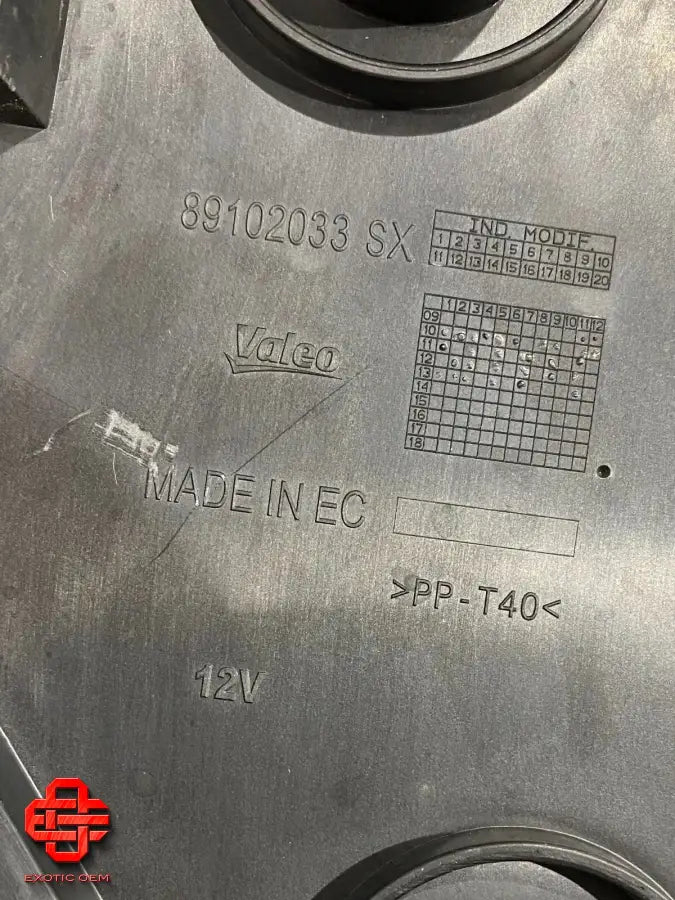 89102033 SX
IND. MODIF.
1 2 3 4 5 6 7 8 9 10
11 12 13 14 15 16 17 18 19 20
1 2 3 4 5 6 7 8 9 10 11 12
09
10
11
12
13
14
15
16
17
18
Valeo
MADE IN EC
>PP-T40<
12V
EXOTIC OEM